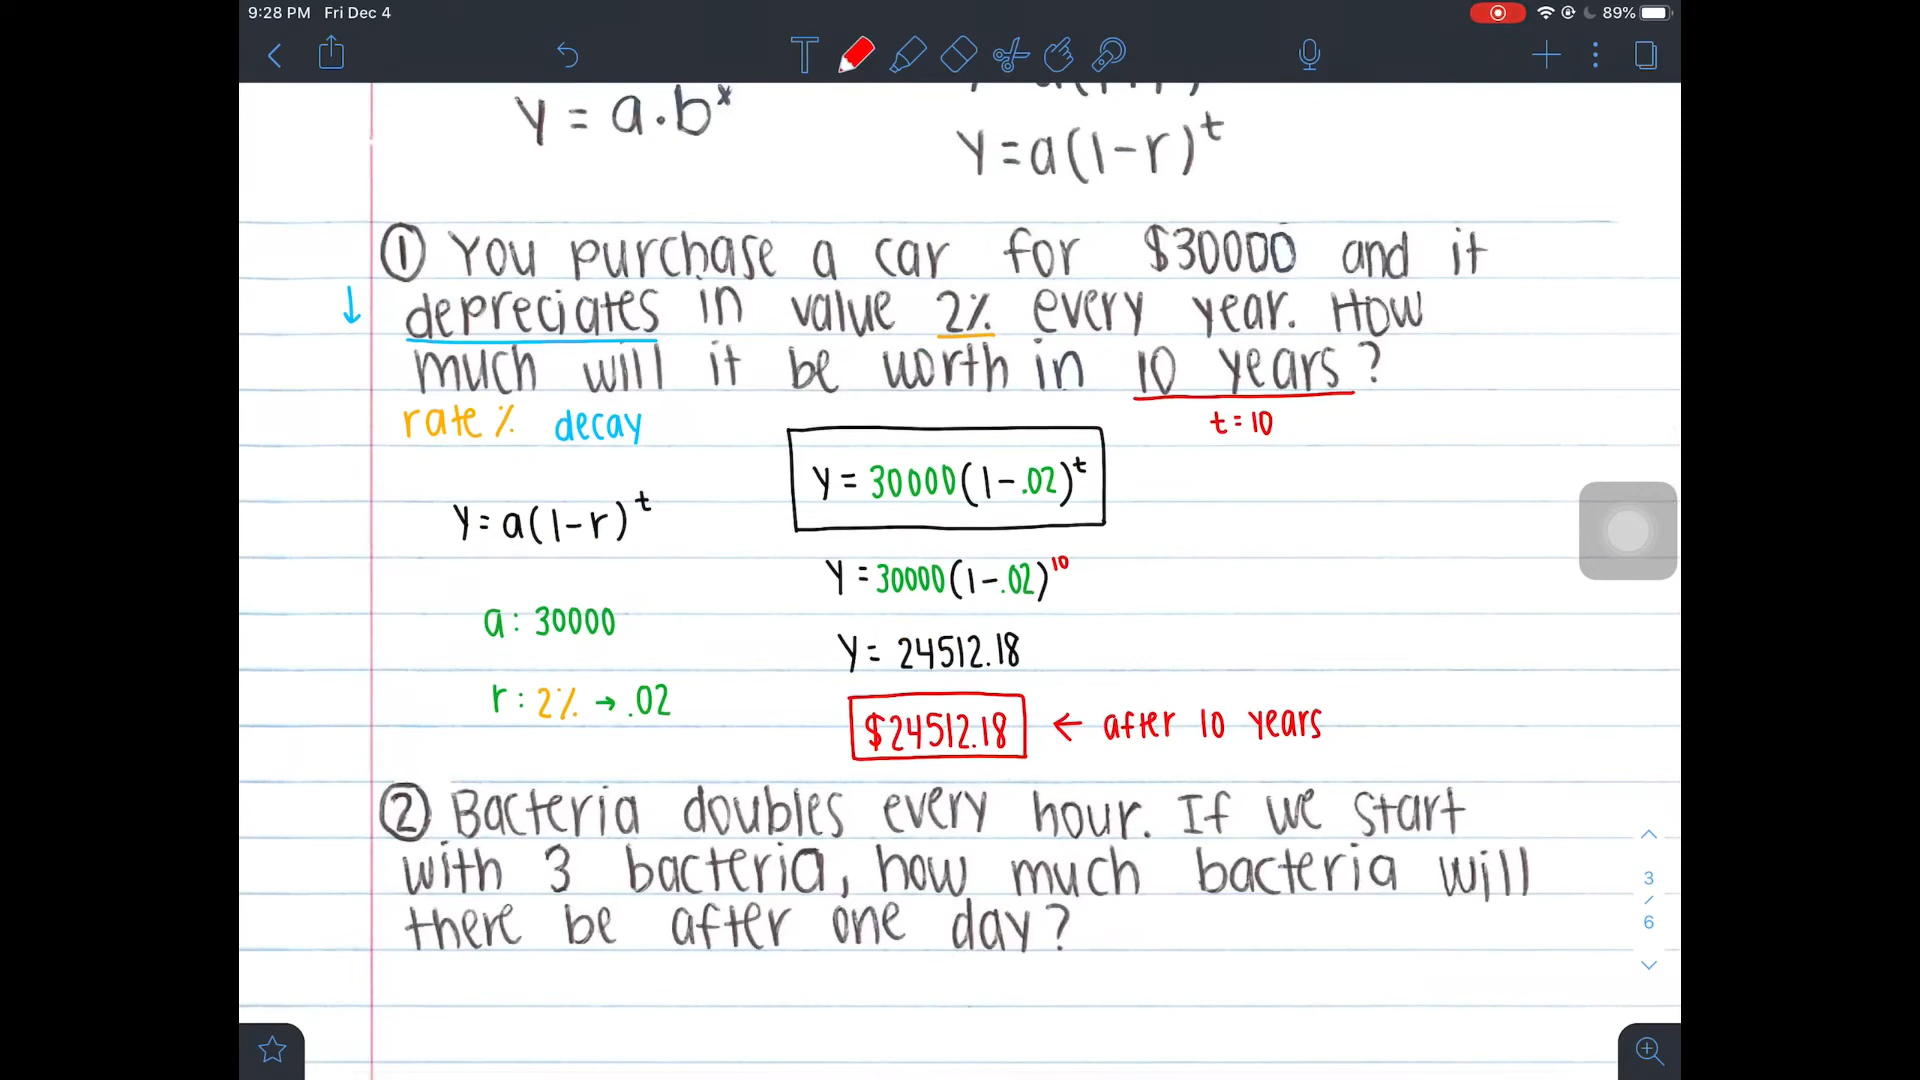 9:28 PM Fri Dec 4
89%
y = a·b^x
y = a(1-r)^t
① You purchase a car for $30000 and it
↓ depreciates in value 2% every year. How
much will it be worth in 10 years?
rate % decay
t = 10
y = 30000(1-.02)^t
y = a(1-r)^t
y = 30000(1-.02)^10
a: 30000
y = 24512.18
r: 2% → .02
$24512.18 ← after 10 years
② Bacteria doubles every hour. If we start
with 3 bacteria, how much bacteria will
there be after one day?
3
/
6